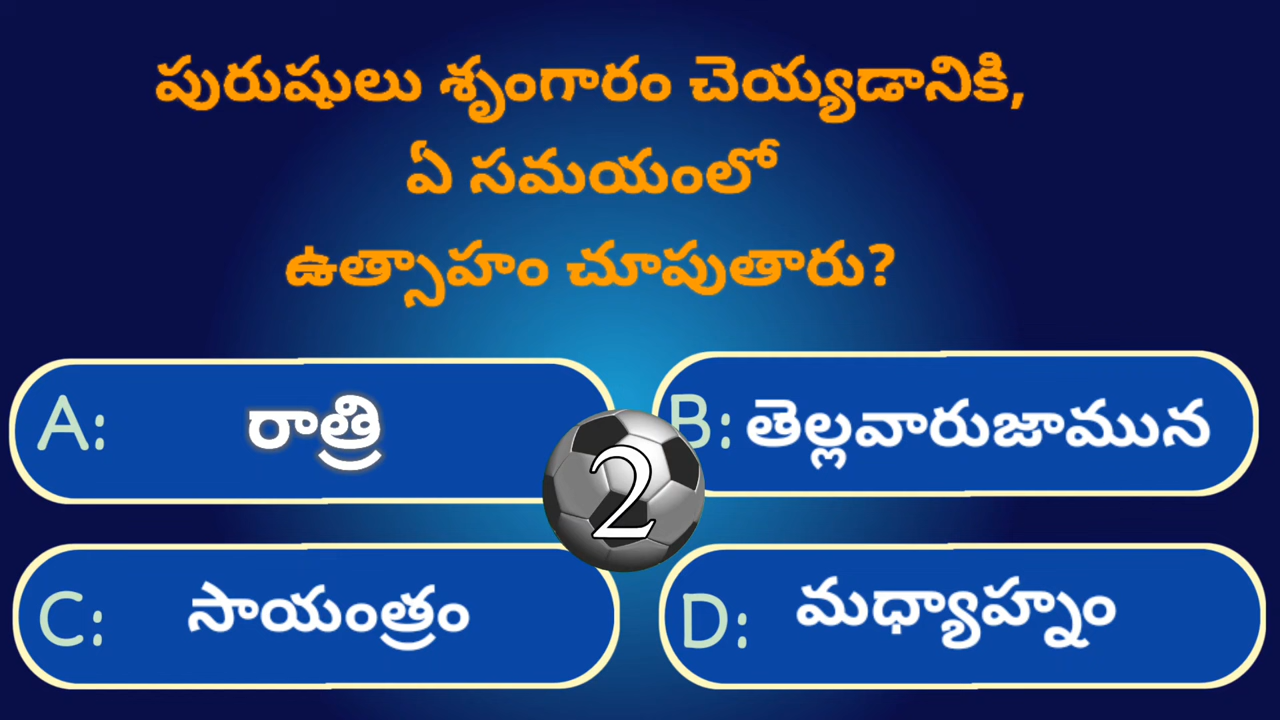 పురుషులు శృంగారం చెయ్యడానికి,
ఏ సమయంలో
ఉత్సాహం చూపుతారు?
A: రాత్రి
B: తెల్లవారుజామున
2
C: సాయంత్రం
D: మధ్యాహ్నం